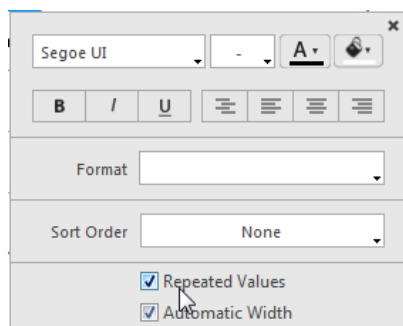 Segoe UI - A
B I U
Format
Sort Order None
Repeated Values
Automatic Width